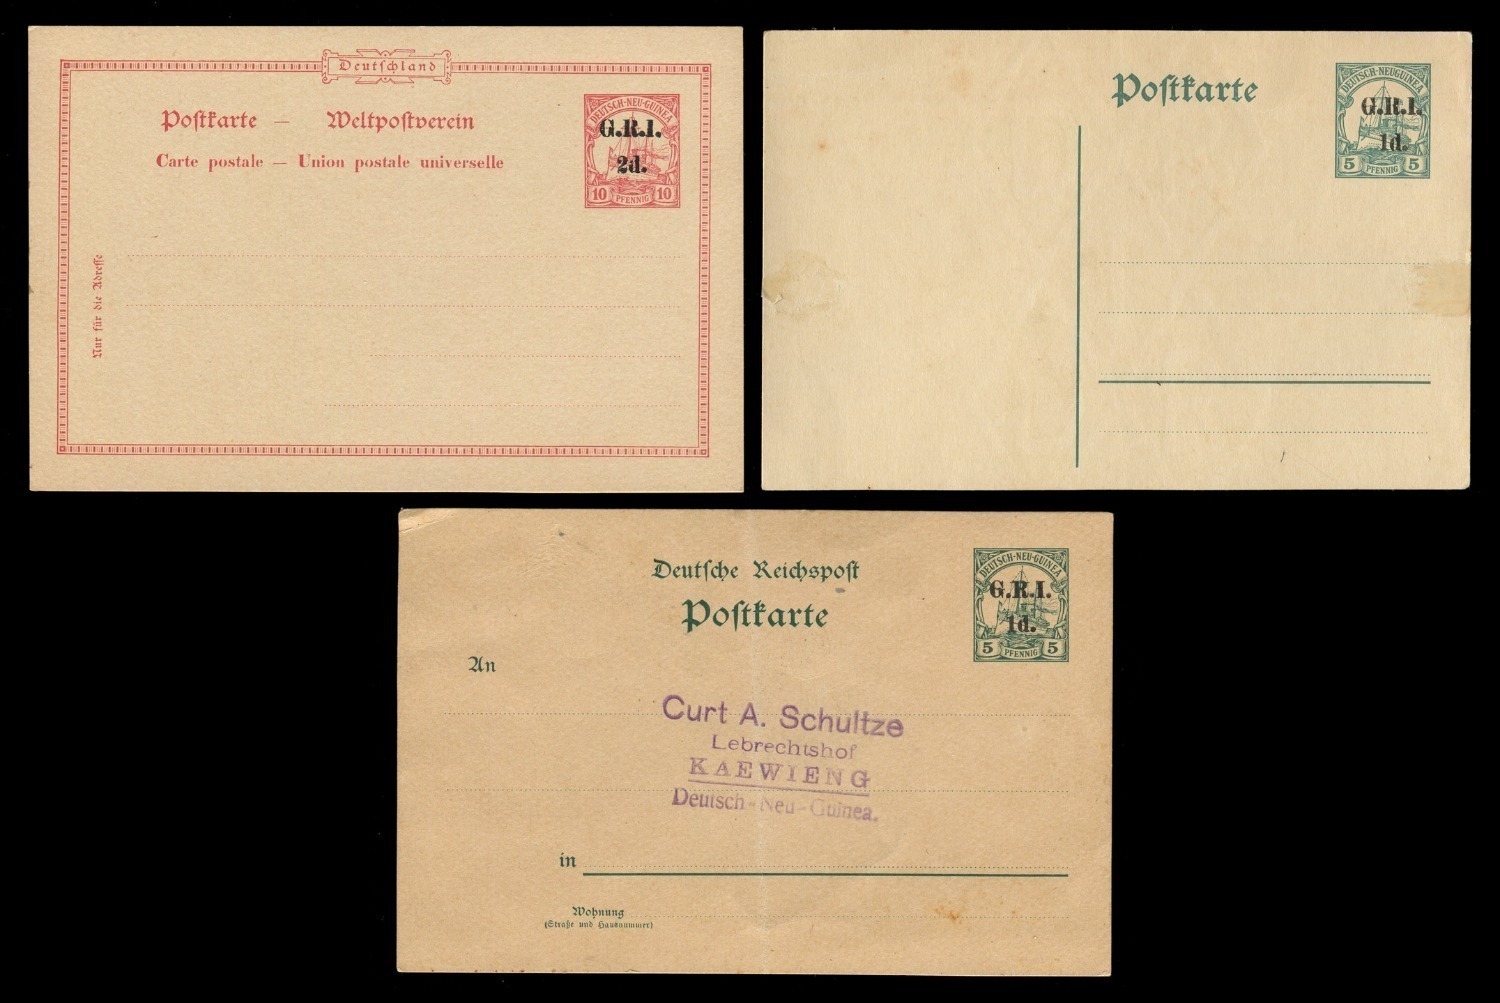 Deutschland
Postkarte — Weltpostverein
Carte postale — Union postale universelle
Nur für die Adresse
DEUTSCH-NEU-GUINEA
G.R.I.
2d.
10 PFENNIG 10
Postkarte
DEUTSCH-NEUGUINEA
G.R.I.
1d.
5 PFENNIG 5
Deutsche Reichspost
Postkarte
DEUTSCH-NEU-GUINEA
G.R.I.
1d.
5 PFENNIG 5
An
Curt A. Schultze
Lebrechtshof
KAEWIENG
Deutsch-Neu-Guinea.
in
Wohnung
(Straße und Hausnummer)